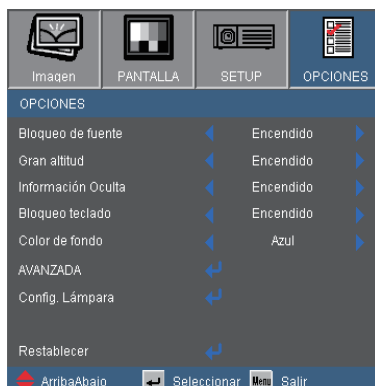 Imagen PANTALLA SETUP OPCIONES
OPCIONES
Bloqueo de fuente Encendido
Gran altitud Encendido
Información Oculta Encendido
Bloqueo teclado Encendido
Color de fondo Azul
AVANZADA
Config. Lámpara
Restablecer
ArribaAbajo Seleccionar Menu Salir